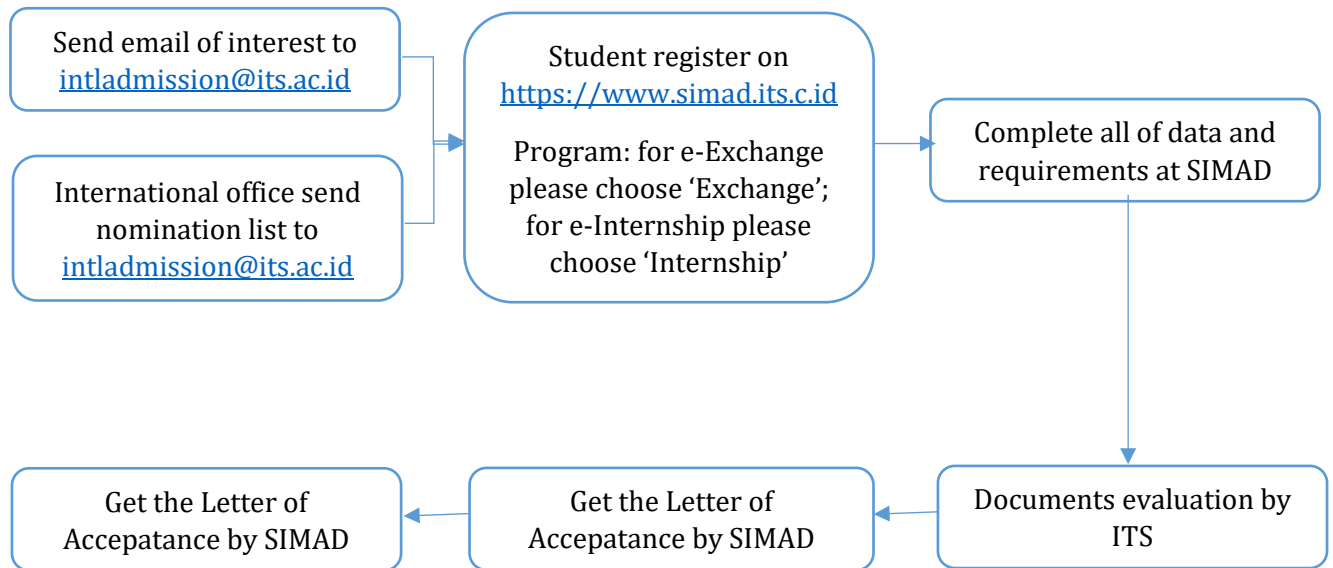 Send email of interest to
intladmission@its.ac.id
International office send
nomination list to
intladmission@its.ac.id
Student register on
https://www.simad.its.c.id
Program: for e-Exchange
please choose ‘Exchange’;
for e-Internship please
choose ‘Internship’
Complete all of data and
requirements at SIMAD
Documents evaluation by
ITS
Get the Letter of
Accepatance by SIMAD
Get the Letter of
Accepatance by SIMAD